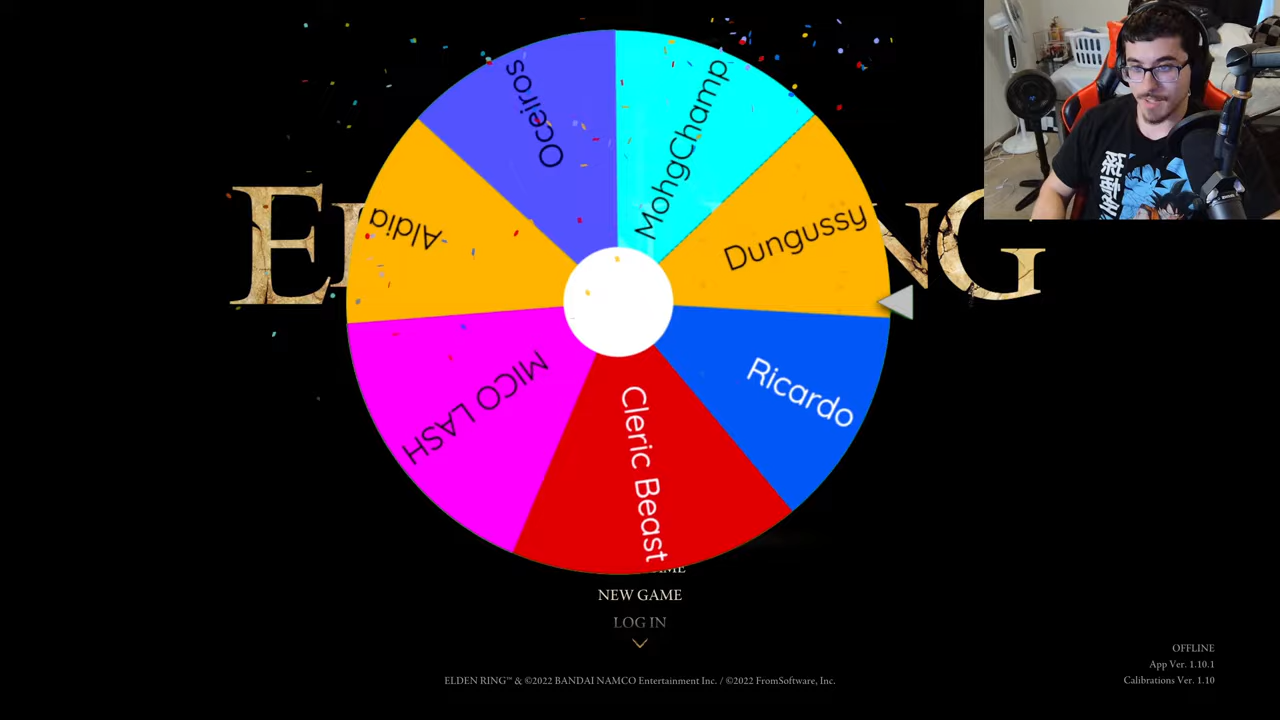 Oceiros
MohgChamp
Dungussy
Aldia
Ricardo
MICO LASH
Cleric Beast
NEW GAME
LOG IN
OFFLINE
App Ver. 1.10.1
Calibrations Ver. 1.10
ELDEN RING™ & ©2022 BANDAI NAMCO Entertainment Inc. / ©2022 FromSoftware, Inc.